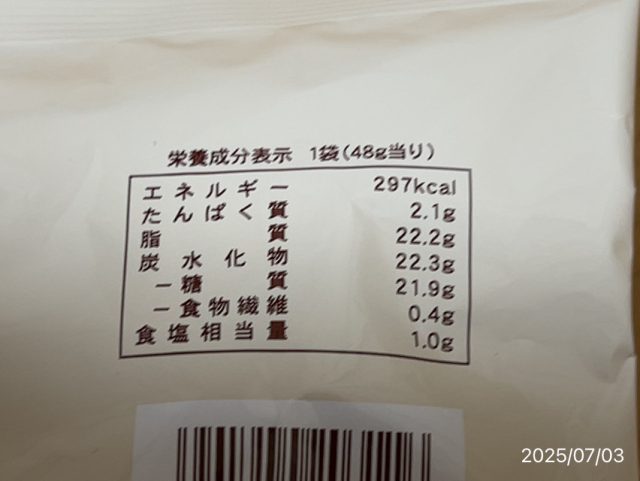 栄養成分表示 1袋(48g当り)
エネルギー 297kcal
たんぱく質 2.1g
脂質 22.2g
炭水化物 22.3g
－糖質 21.9g
－食物繊維 0.4g
食塩相当量 1.0g
2025/07/03